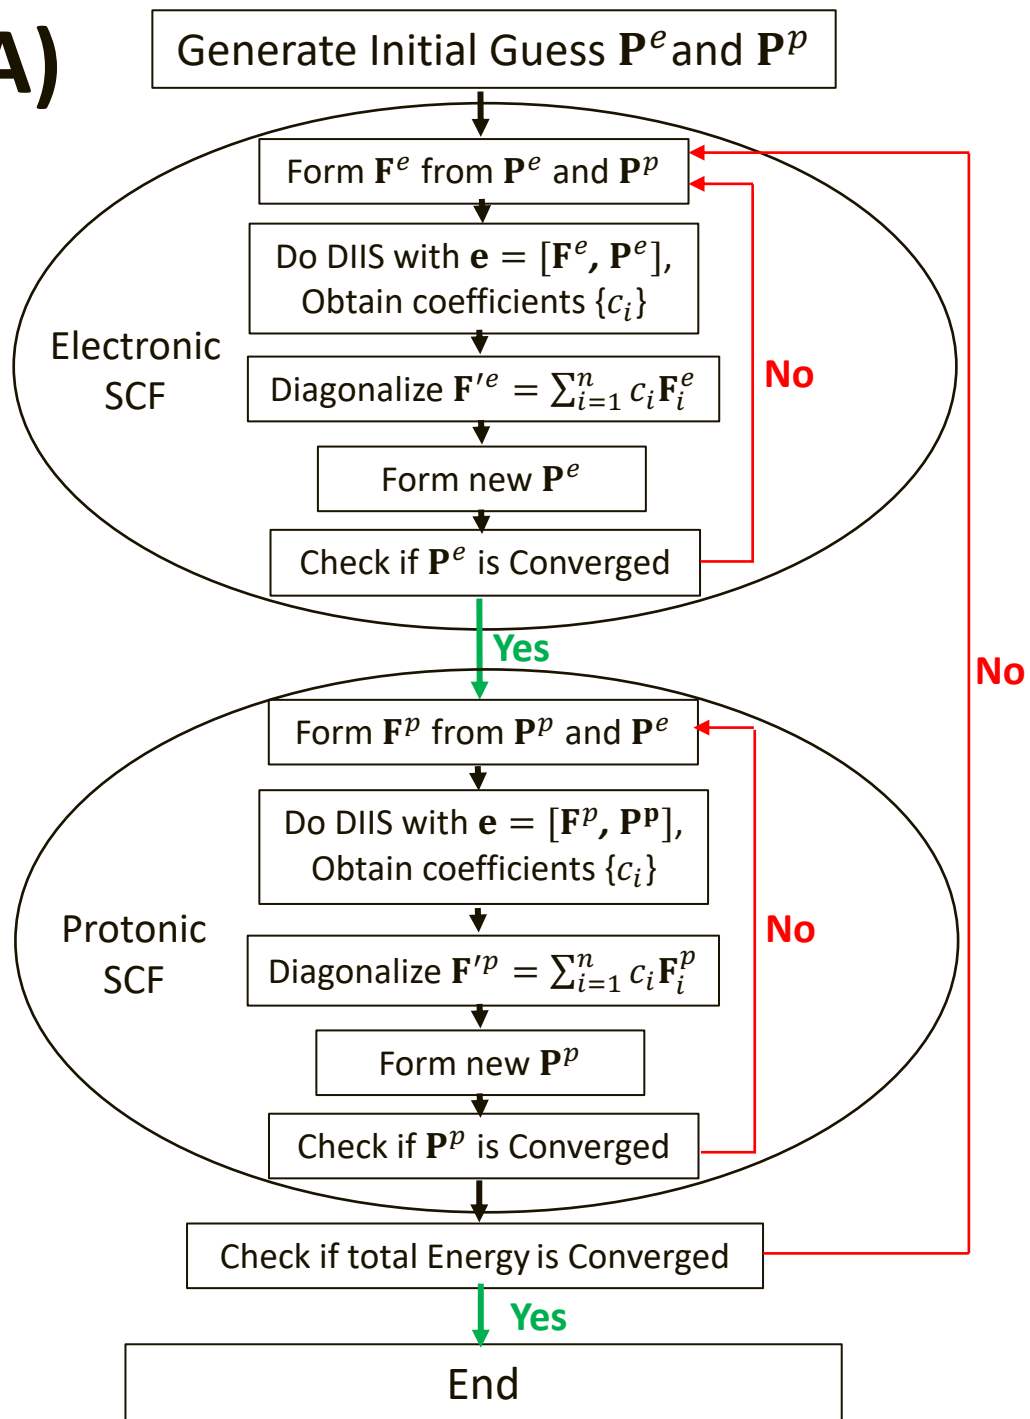 A)
Generate Initial Guess 𝐏ᵉ and 𝐏ᵖ
Form 𝐅ᵉ from 𝐏ᵉ and 𝐏ᵖ
Do DIIS with 𝐞 = [𝐅ᵉ, 𝐏ᵉ],
Obtain coefficients {cᵢ}
Electronic
SCF
Diagonalize 𝐅′ᵉ = ∑ⁿᵢ₌₁ cᵢ𝐅ᵢᵉ
No
Form new 𝐏ᵉ
Check if 𝐏ᵉ is Converged
Yes
No
Form 𝐅ᵖ from 𝐏ᵖ and 𝐏ᵉ
Do DIIS with 𝐞 = [𝐅ᵖ, 𝐏ᵖ],
Obtain coefficients {cᵢ}
Protonic
SCF
No
Diagonalize 𝐅′ᵖ = ∑ⁿᵢ₌₁ cᵢ𝐅ᵢᵖ
Form new 𝐏ᵖ
Check if 𝐏ᵖ is Converged
Check if total Energy is Converged
Yes
End